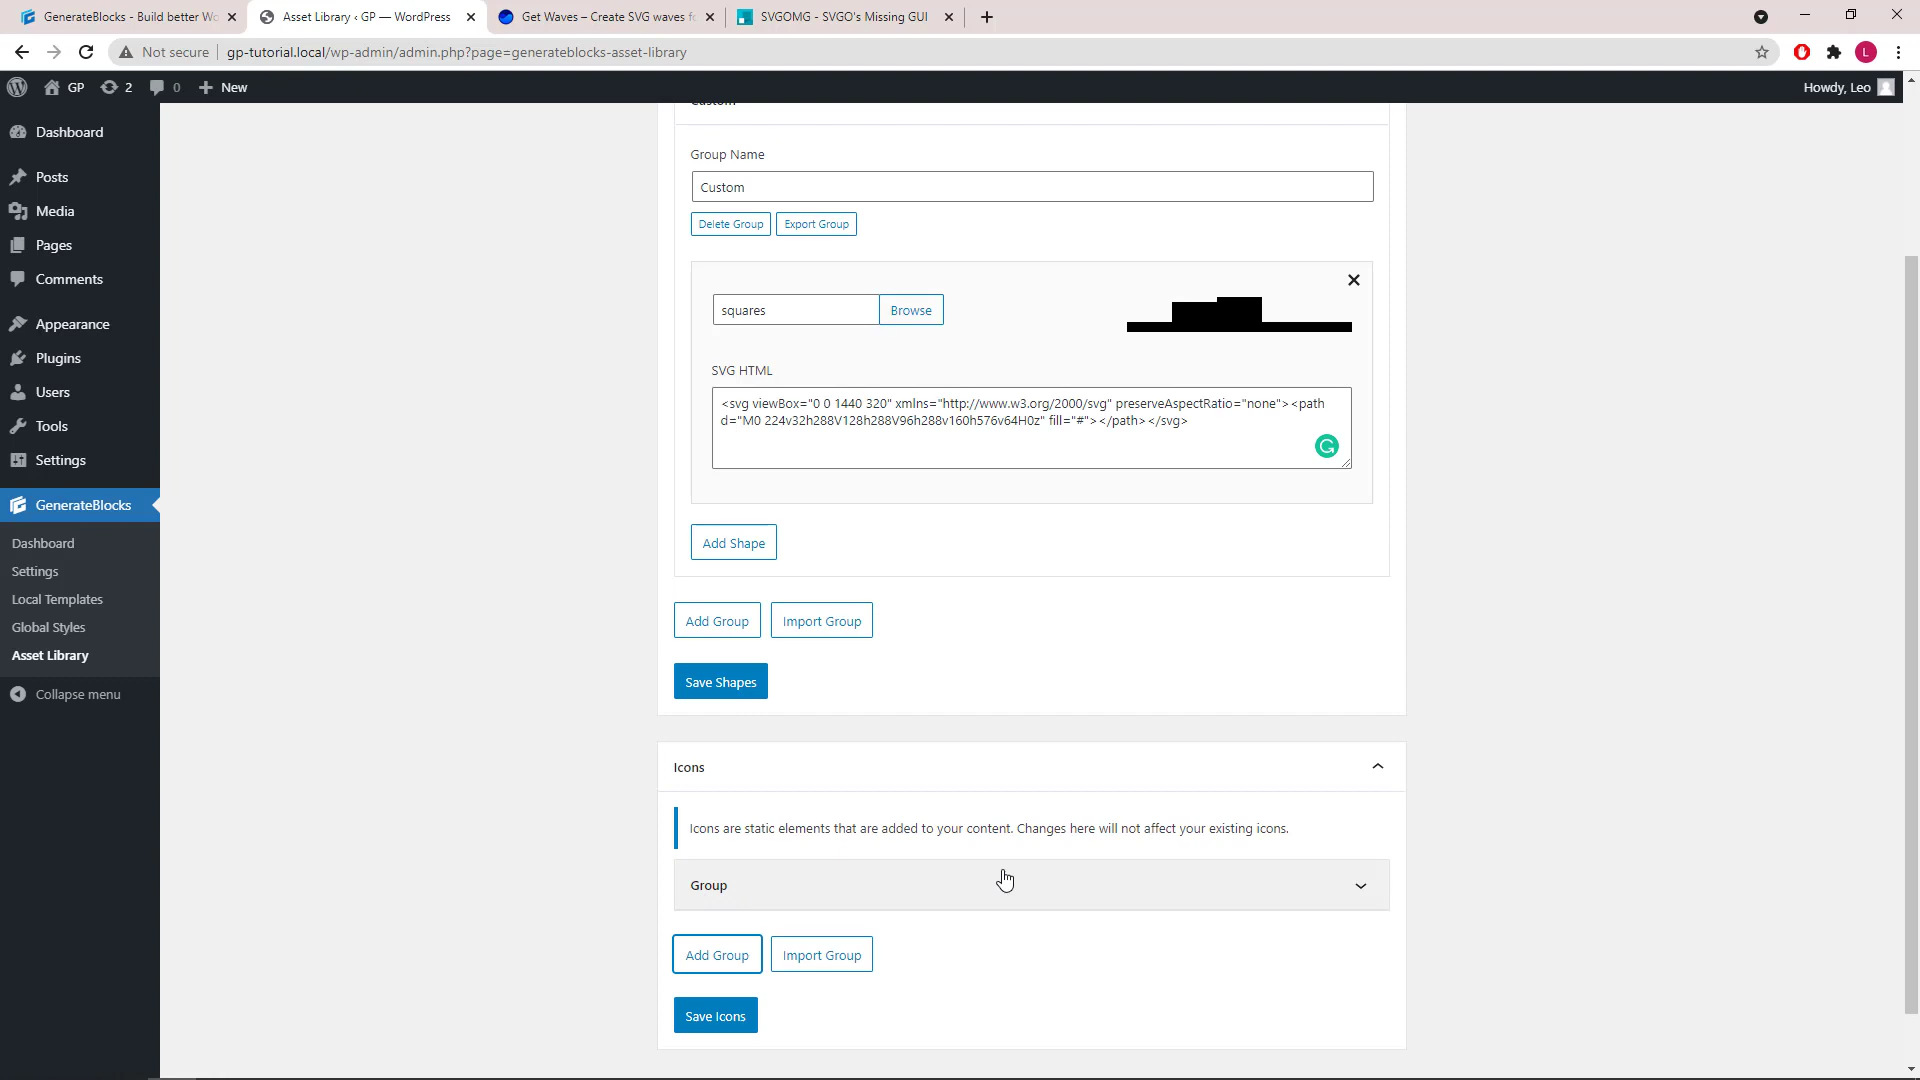 GenerateBlocks - Build better Wo
Asset Library ‹ GP — WordPress
Get Waves – Create SVG waves fo
SVGOMG - SVGO's Missing GUI
Not secure
gp-tutorial.local/wp-admin/admin.php?page=generateblocks-asset-library
L
GP
2
0
New
Howdy, Leo
Dashboard
Posts
Media
Pages
Comments
Appearance
Plugins
Users
Tools
Settings
GenerateBlocks
Dashboard
Settings
Local Templates
Global Styles
Asset Library
Collapse menu
Custom
Group Name
Custom
Delete Group
Export Group
squares
Browse
SVG HTML
<svg viewBox="0 0 1440 320" xmlns="http://www.w3.org/2000/svg" preserveAspectRatio="none"><path
d="M0 224v32h288V128h288V96h288v160h576v64H0z" fill="#"></path></svg>
Add Shape
Add Group
Import Group
Save Shapes
Icons
Icons are static elements that are added to your content. Changes here will not affect your existing icons.
Group
Add Group
Import Group
Save Icons